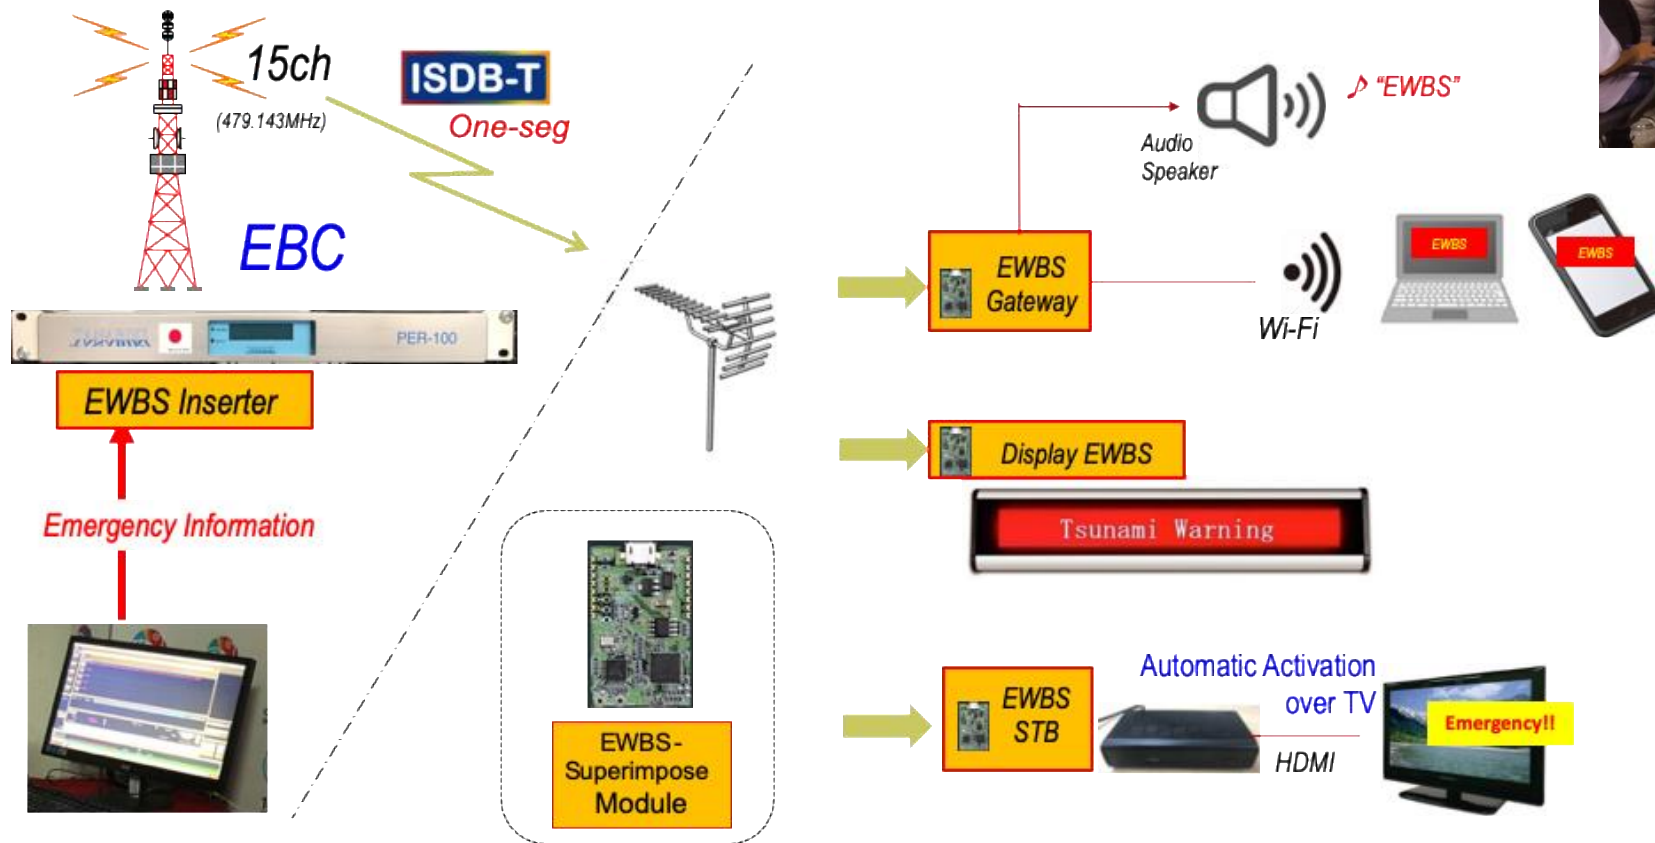 15ch
(479.143MHz)
ISDB-T
One-seg
EBC
PER-100
EWBS Inserter
Emergency Information
EWBS-
Superimpose
Module
♪ “EWBS”
Audio
Speaker
EWBS
Gateway
Wi-Fi
EWBS
EWBS
Display EWBS
Tsunami Warning
EWBS
STB
Automatic Activation
over TV
HDMI
Emergency!!